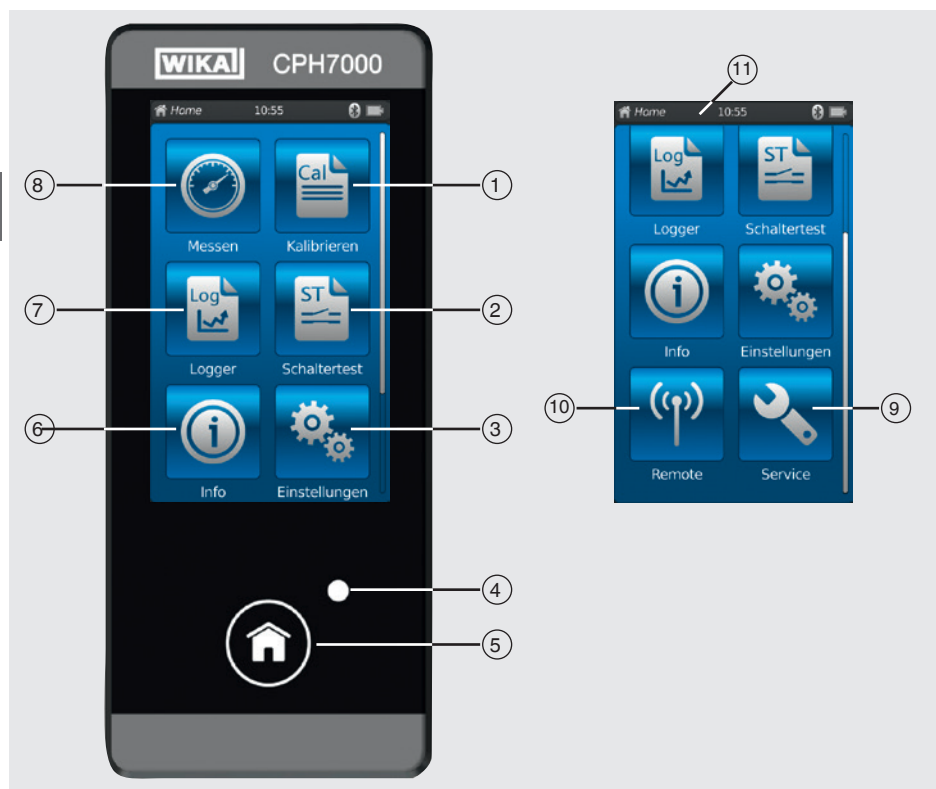 WIKAI CPH7000
Home 10:55
Cal
Messen Kalibrieren
Log ST
Logger Schaltertest
i
Info Einstellungen
8
1
7
2
6
3
4
5
11
Home 10:55
Log ST
Logger Schaltertest
i
Info Einstellungen
Remote Service
10
9